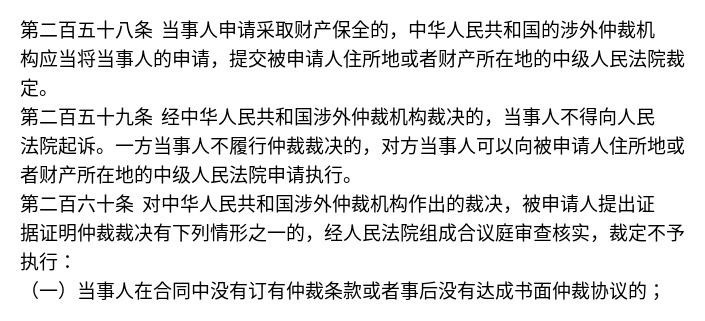 第二百五十八条 当事人申请采取财产保全的，中华人民共和国的涉外仲裁机
构应当将当事人的申请，提交被申请人住所地或者财产所在地的中级人民法院裁
定。
第二百五十九条 经中华人民共和国涉外仲裁机构裁决的，当事人不得向人民
法院起诉。一方当事人不履行仲裁裁决的，对方当事人可以向被申请人住所地或
者财产所在地的中级人民法院申请执行。
第二百六十条 对中华人民共和国涉外仲裁机构作出的裁决，被申请人提出证
据证明仲裁裁决有下列情形之一的，经人民法院组成合议庭审查核实，裁定不予
执行：
（一）当事人在合同中没有订有仲裁条款或者事后没有达成书面仲裁协议的；